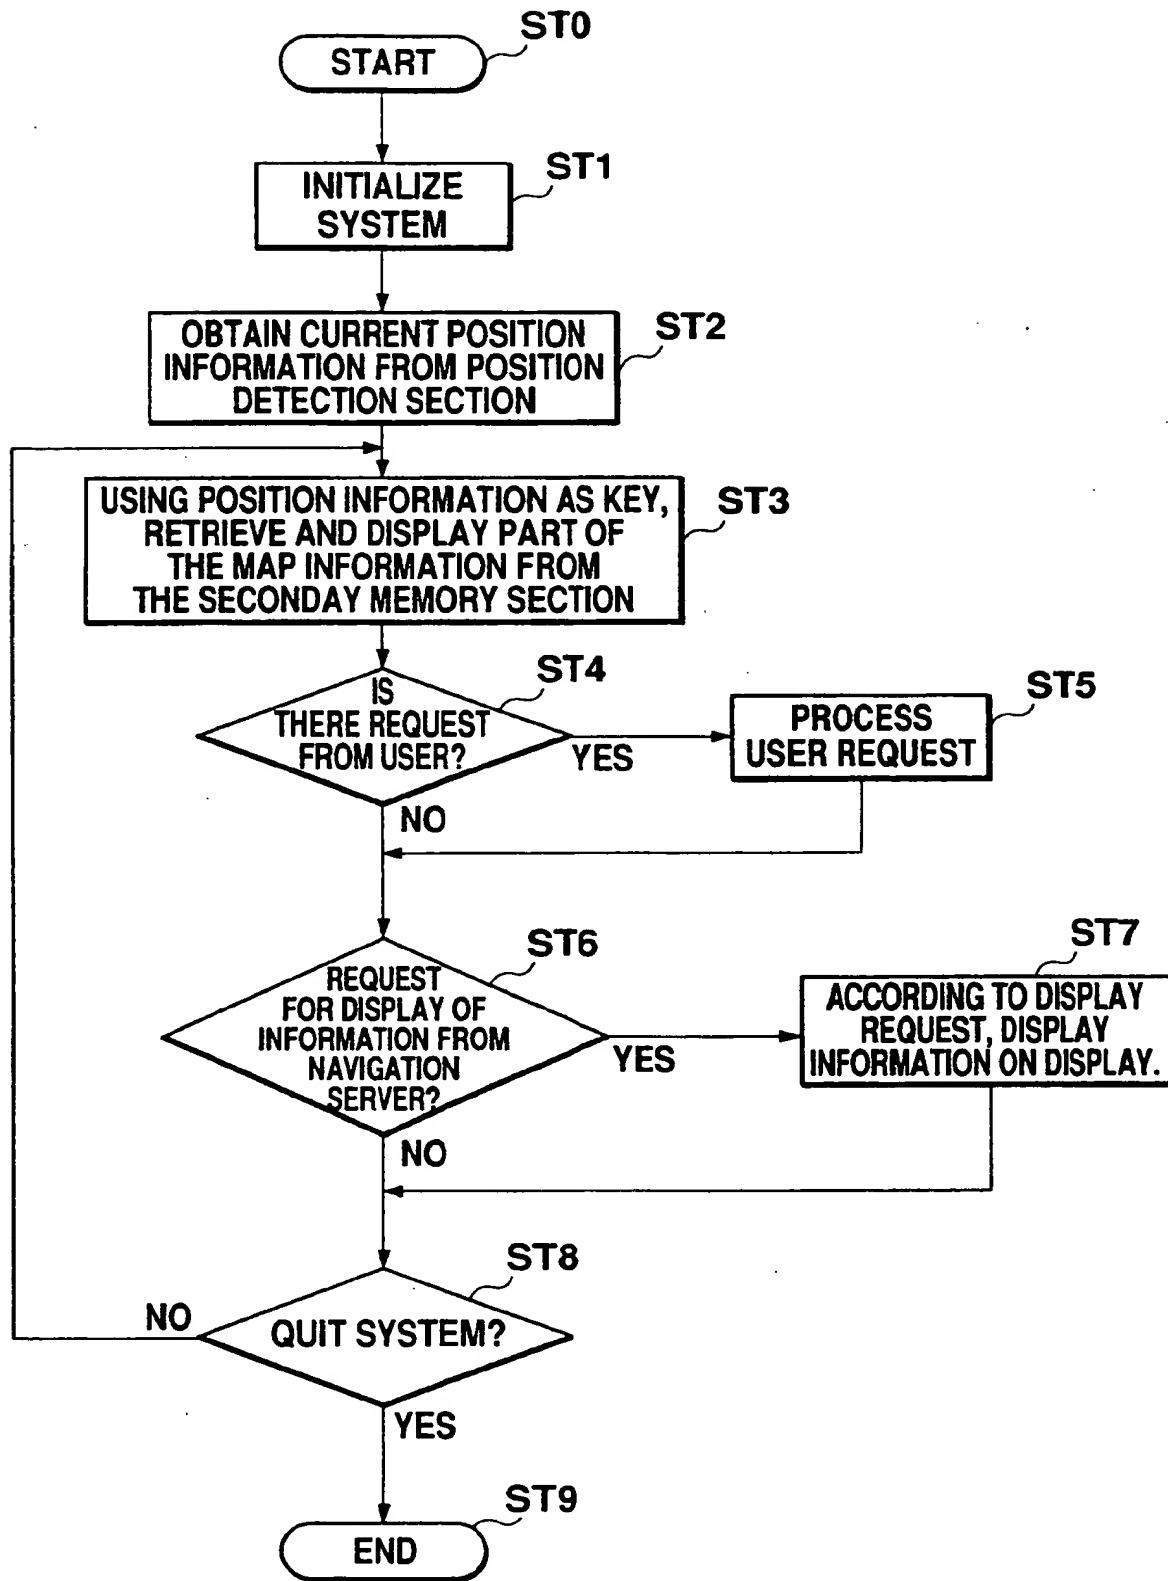 ST0
START
ST1
INITIALIZE
SYSTEM
ST2
OBTAIN CURRENT POSITION
INFORMATION FROM POSITION
DETECTION SECTION
ST3
USING POSITION INFORMATION AS KEY,
RETRIEVE AND DISPLAY PART OF
THE MAP INFORMATION FROM
THE SECONDAY MEMORY SECTION
ST4
IS
THERE REQUEST
FROM USER?
YES
NO
ST5
PROCESS
USER REQUEST
ST6
REQUEST
FOR DISPLAY OF
INFORMATION FROM
NAVIGATION
SERVER?
YES
NO
ST7
ACCORDING TO DISPLAY
REQUEST, DISPLAY
INFORMATION ON DISPLAY.
ST8
QUIT SYSTEM?
NO
YES
ST9
END